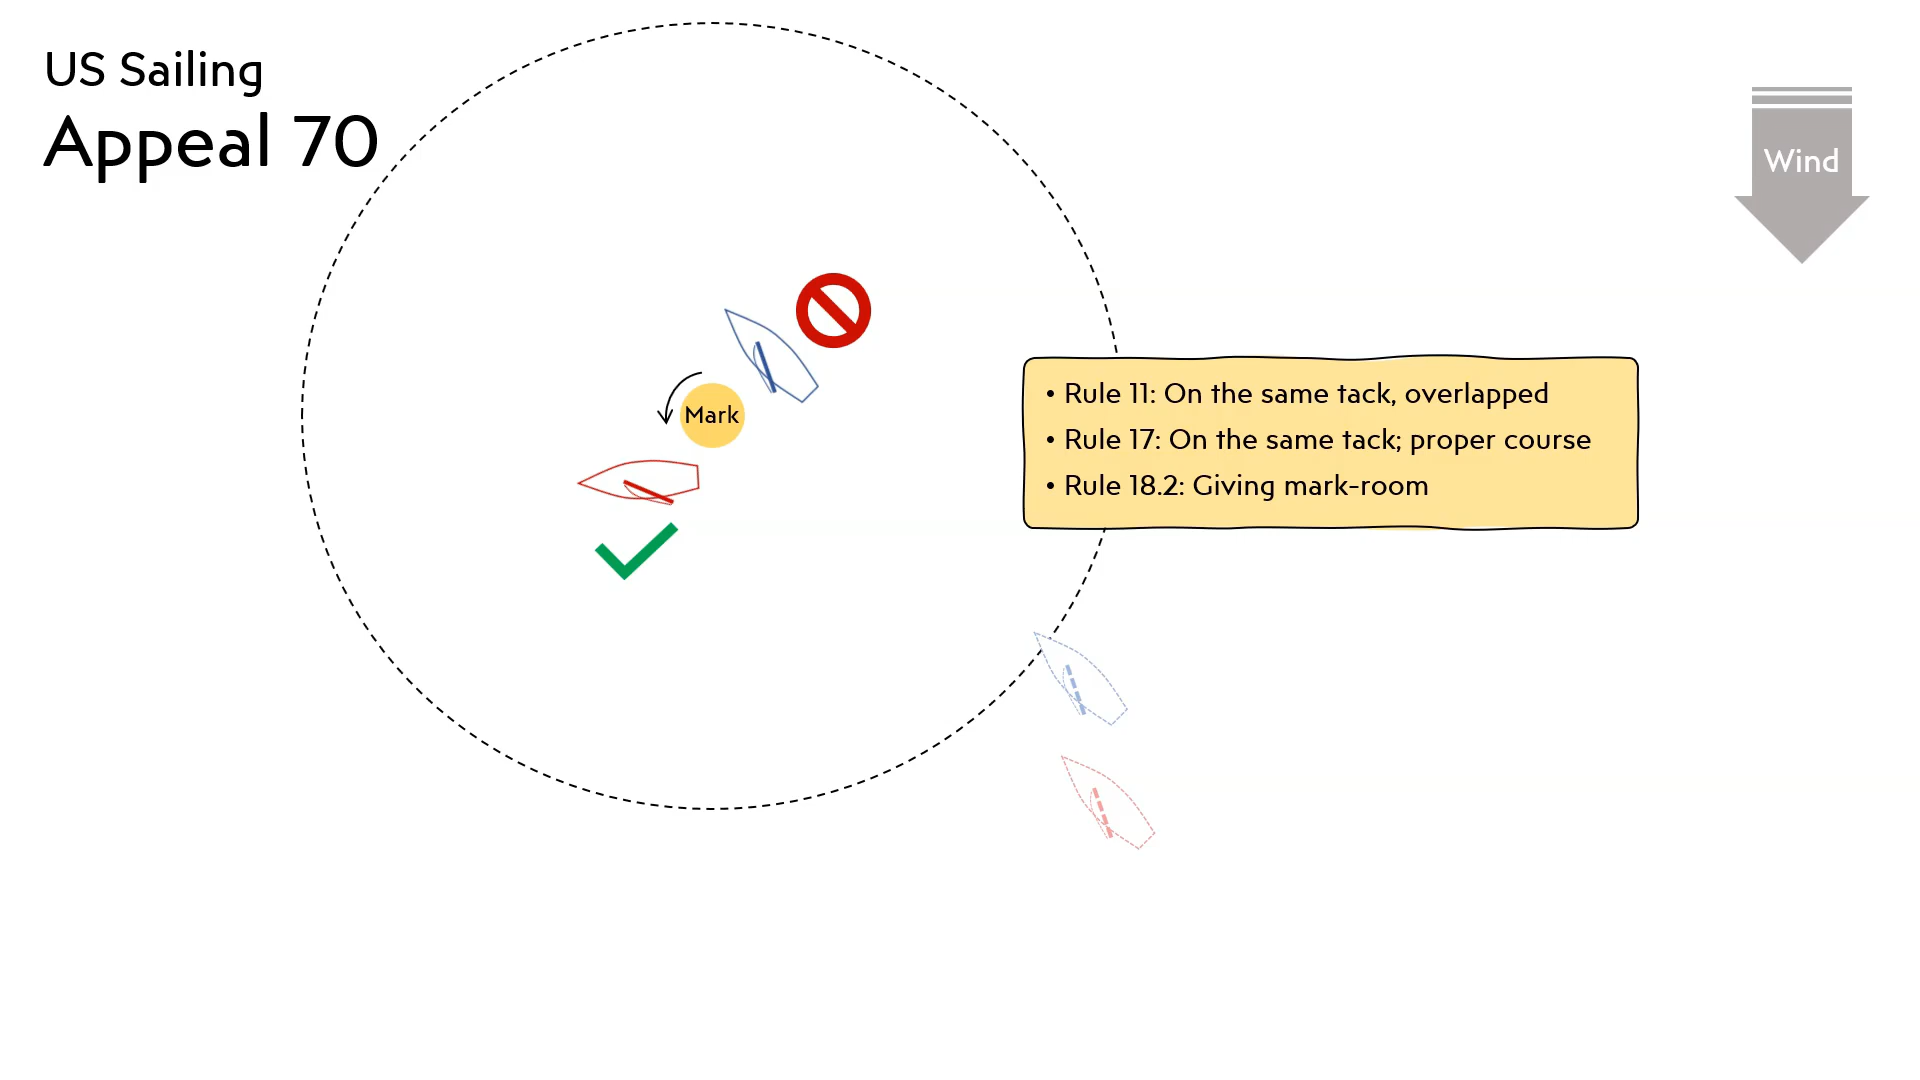 US Sailing
Appeal 70
Wind
Mark
• Rule 11: On the same tack, overlapped
• Rule 17: On the same tack; proper course
• Rule 18.2: Giving mark-room